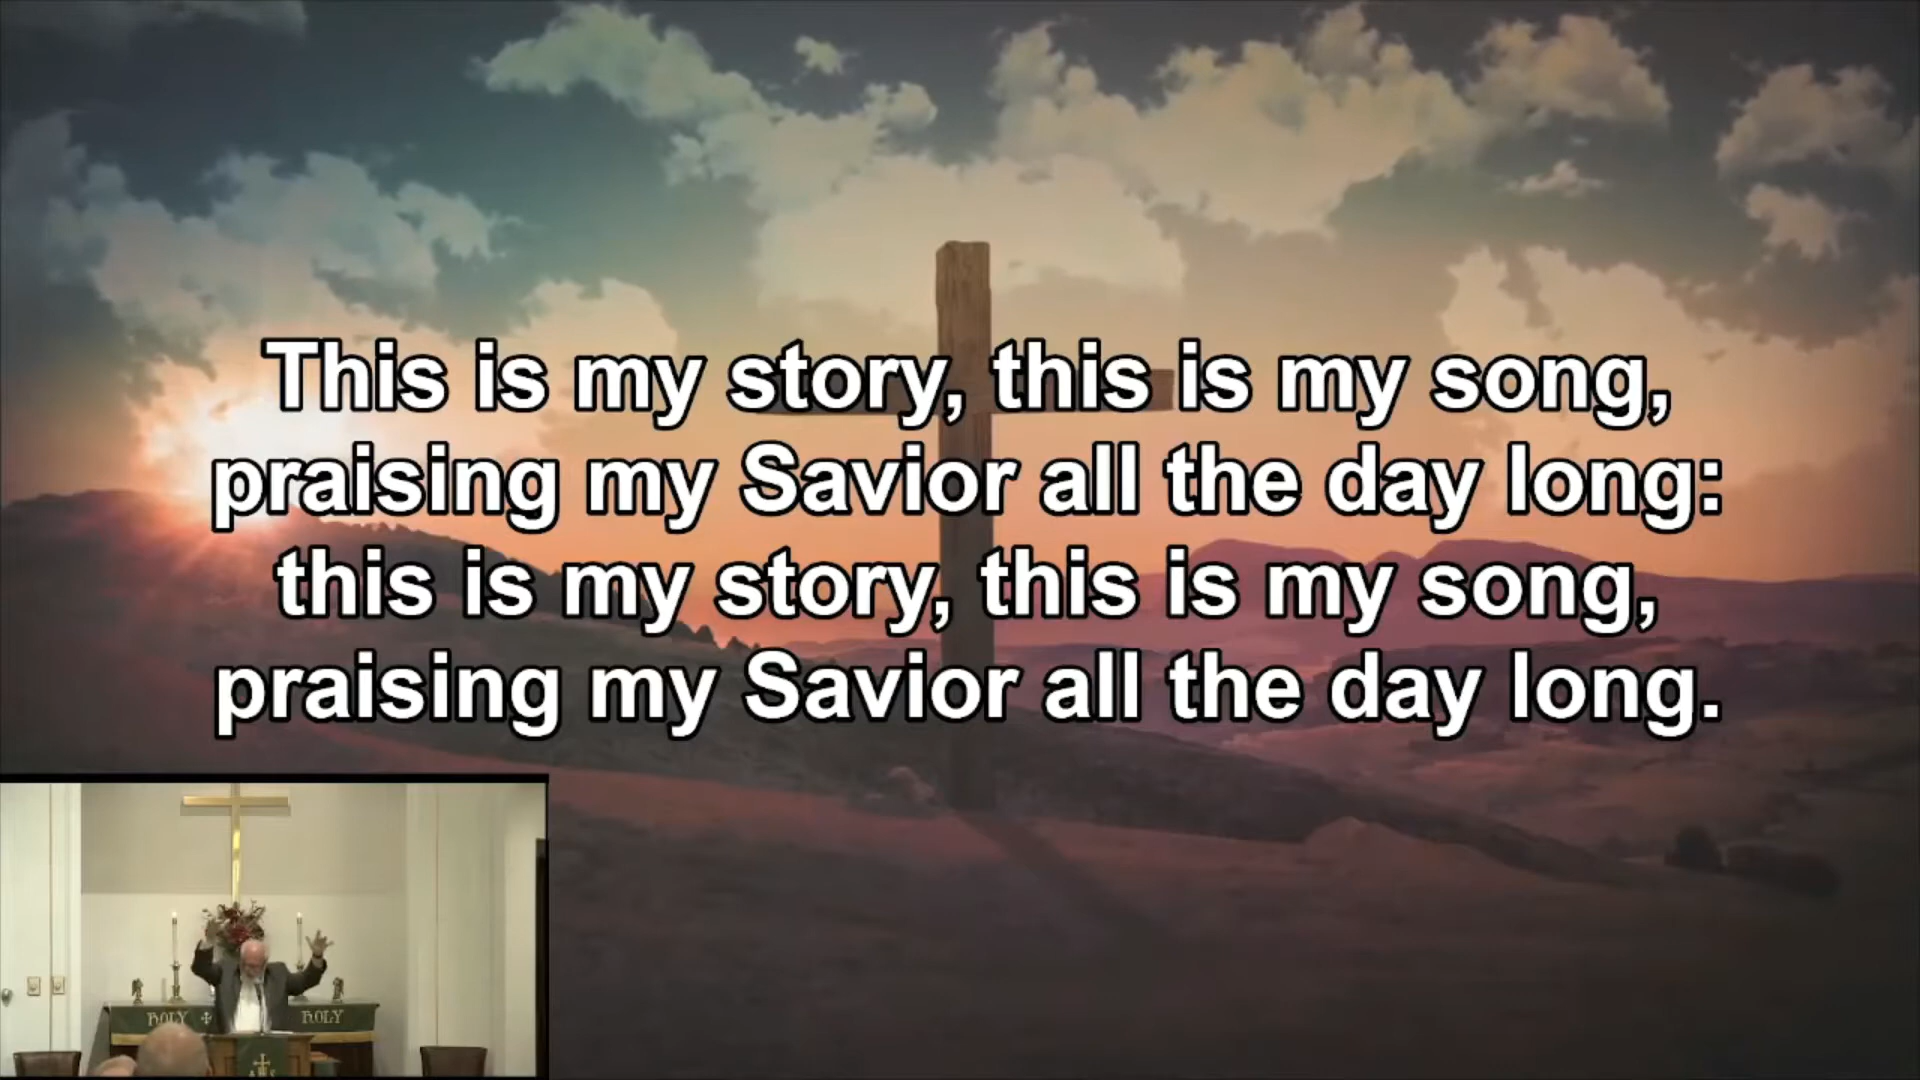 This is my story, this is my song,
praising my Savior all the day long:
this is my story, this is my song,
praising my Savior all the day long.
HOLY
HOLY